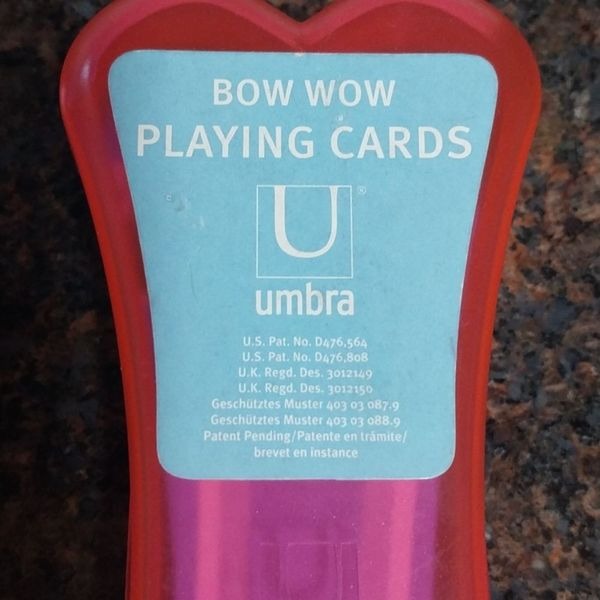 BOW WOW
PLAYING CARDS
U ®
umbra
U.S. Pat. No. D476,564
U.S. Pat. No. D476,808
U.K. Regd. Des. 3012149
U.K. Regd. Des. 3012150
Geschütztes Muster 403 03 087.9
Geschütztes Muster 403 03 088.9
Patent Pending/Patente en trámite/
brevet en instance